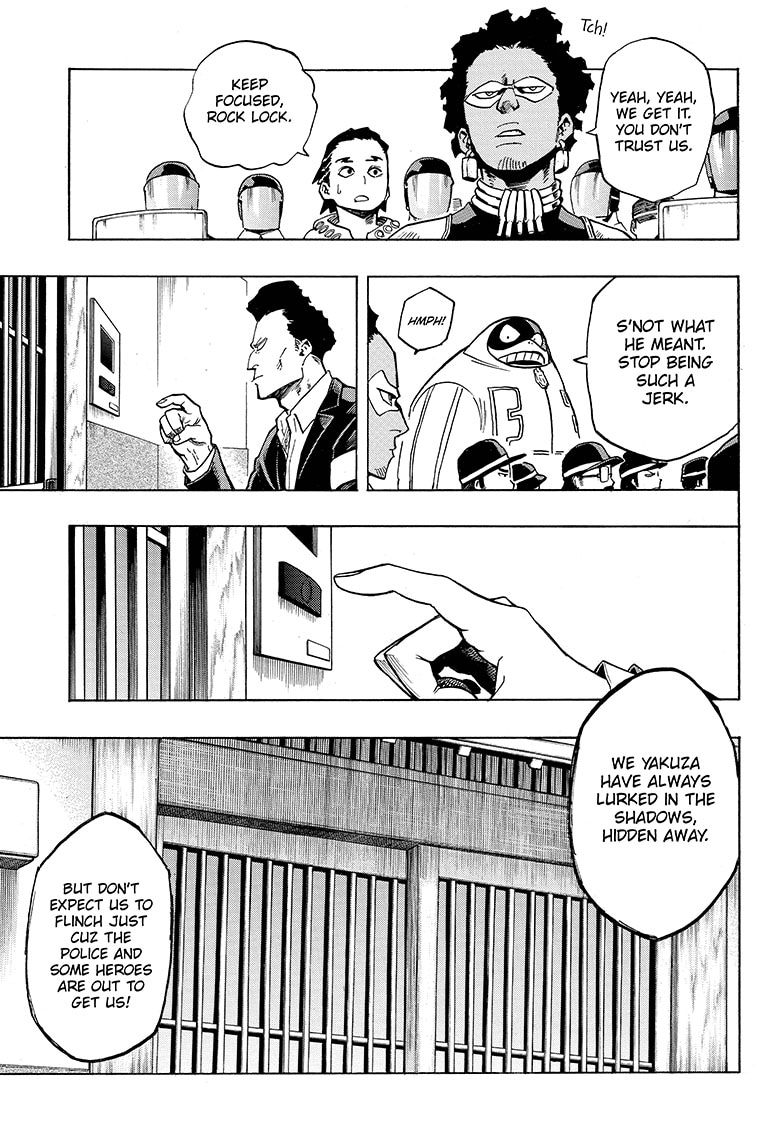 Tch!
YEAH, YEAH,
WE GET IT.
YOU DON'T
TRUST US.
KEEP
FOCUSED,
ROCK LOCK.
S'NOT WHAT
HE MEANT.
STOP BEING
SUCH A
JERK.
HMPH!
B
WE YAKUZA
HAVE ALWAYS
LURKED IN THE
SHADOWS,
HIDDEN AWAY.
BUT DON'T
EXPECT US TO
FLINCH JUST
CUZ THE
POLICE AND
SOME HEROES
ARE OUT TO
GET US!